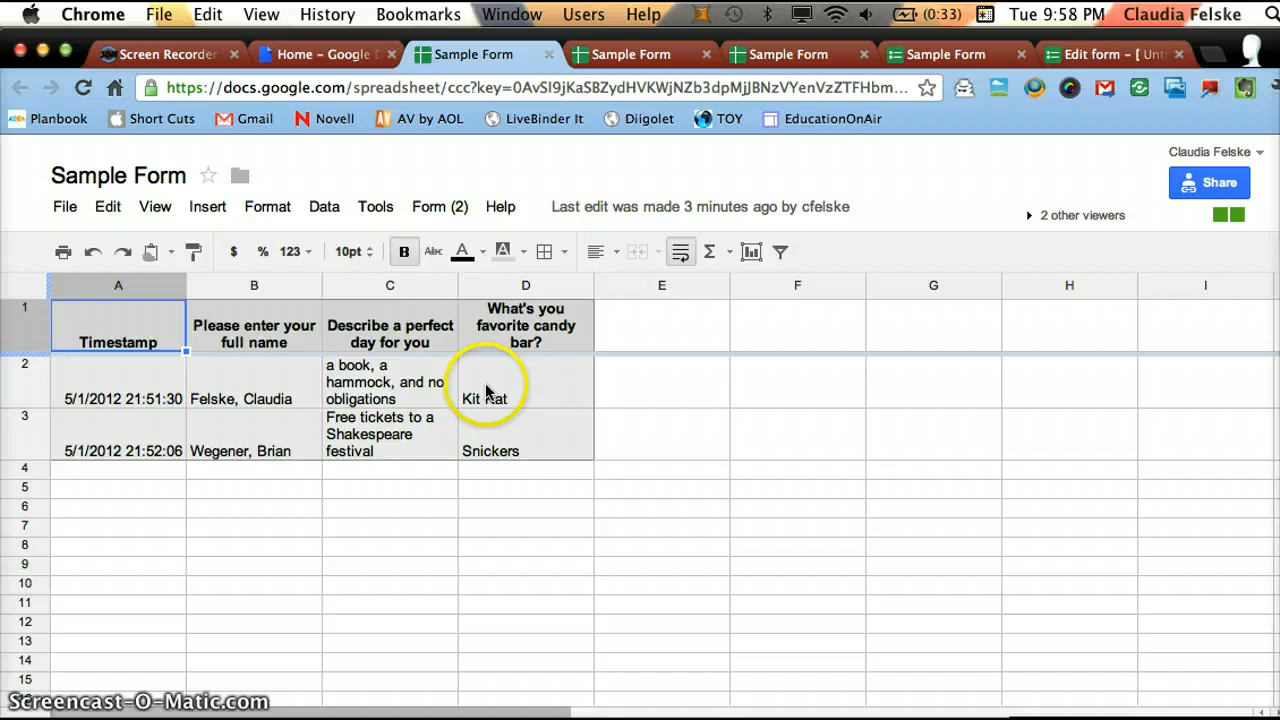 Chrome File Edit View History Bookmarks Window Users Help (0:33) Tue 9:58 PM Claudia Felske
Screen Recorder Home – Google D Sample Form Sample Form Sample Form Sample Form Edit form – [ Unt
https://docs.google.com/spreadsheet/ccc?key=0AvSI9jKaSBZydHVKWjNZb3dpMjJBNzVYenVzZTFHbm...
Planbook Short Cuts Gmail Novell AV by AOL LiveBinder It Diigolet TOY EducationOnAir
Claudia Felske
Sample Form
Share
File Edit View Insert Format Data Tools Form (2) Help Last edit was made 3 minutes ago by cfelske
2 other viewers
$ % 123 10pt B Abc A A Σ
A B C D E F G H I
1 Timestamp Please enter your full name Describe a perfect day for you What's you favorite candy bar?
2 5/1/2012 21:51:30 Felske, Claudia a book, a hammock, and no obligations Kit Kat
3 5/1/2012 21:52:06 Wegener, Brian Free tickets to a Shakespeare festival Snickers
4
5
6
7
8
9
10
11
12
13
14
15
Screencast-O-Matic.com